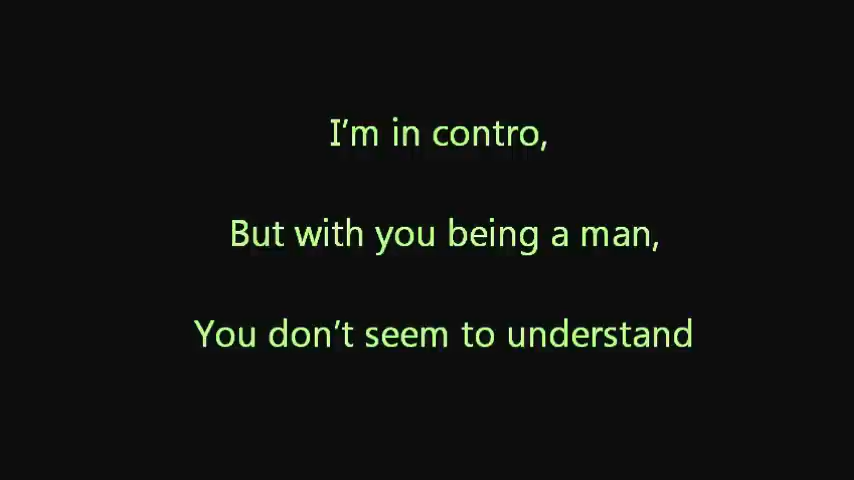 I’m in contro,
But with you being a man,
You don’t seem to understand